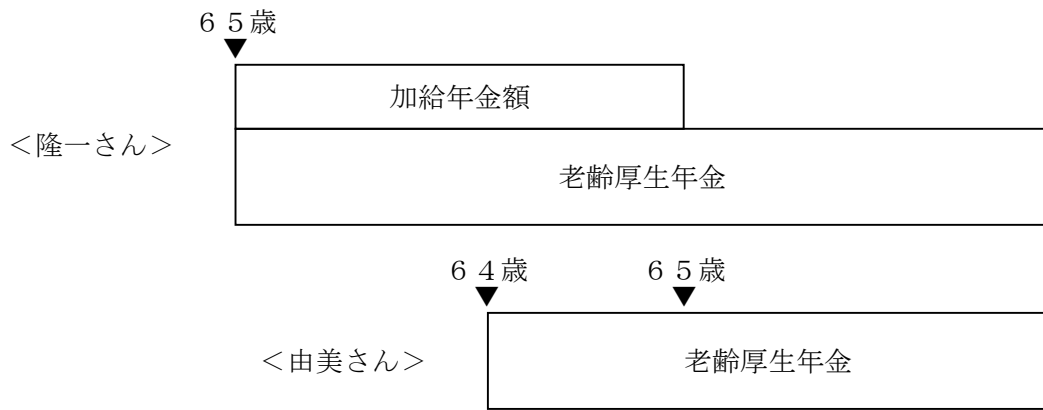 ６５歳
加給年金額
＜隆一さん＞
老齢厚生年金
６４歳 ６５歳
＜由美さん＞
老齢厚生年金